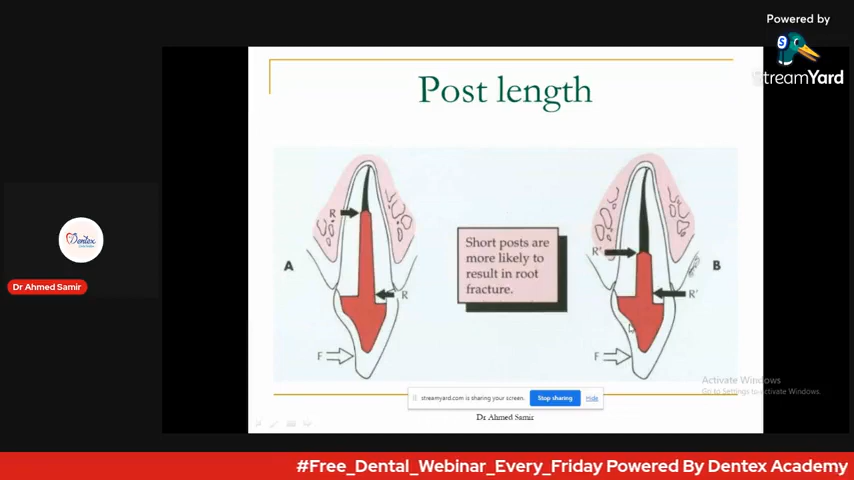 Powered by
StreamYard
Post length
R
R
A
F
Short posts are
more likely to
result in root
fracture.
R'
R'
B
F
Dentex
Dr Ahmed Samir
Activate Windows
Go to Settings to activate Windows.
streamyard.com is sharing your screen.
Stop sharing
Hide
Dr Ahmed Samir
#Free_Dental_Webinar_Every_Friday Powered By Dentex Academy